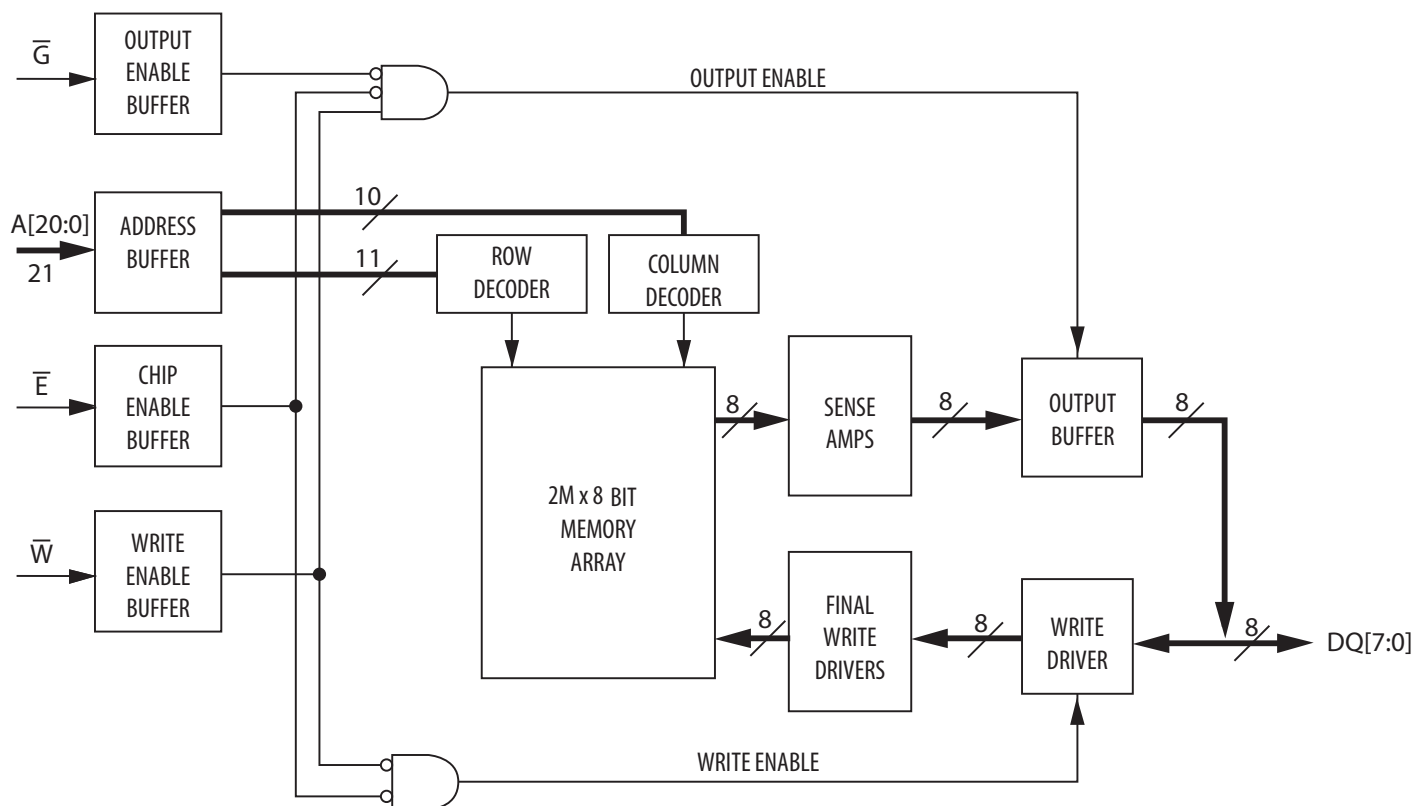 G̅
OUTPUT
ENABLE
BUFFER
OUTPUT ENABLE
A[20:0]
21
ADDRESS
BUFFER
10
11
ROW
DECODER
COLUMN
DECODER
E̅
CHIP
ENABLE
BUFFER
2M x 8 BIT
MEMORY
ARRAY
8
SENSE
AMPS
8
OUTPUT
BUFFER
8
W̅
WRITE
ENABLE
BUFFER
8
FINAL
WRITE
DRIVERS
8
WRITE
DRIVER
8
DQ[7:0]
WRITE ENABLE